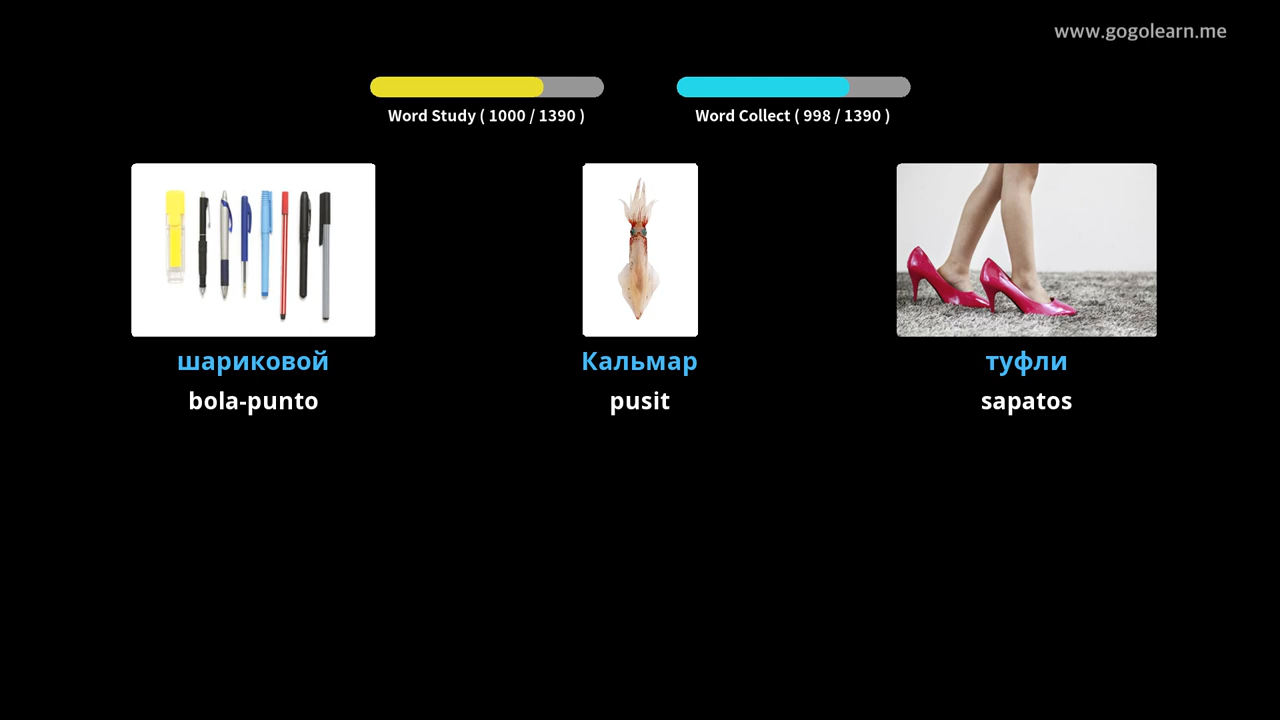 www.gogolearn.me
Word Study ( 1000 / 1390 )
Word Collect ( 998 / 1390 )
шариковой
bola-punto
Кальмар
pusit
туфли
sapatos